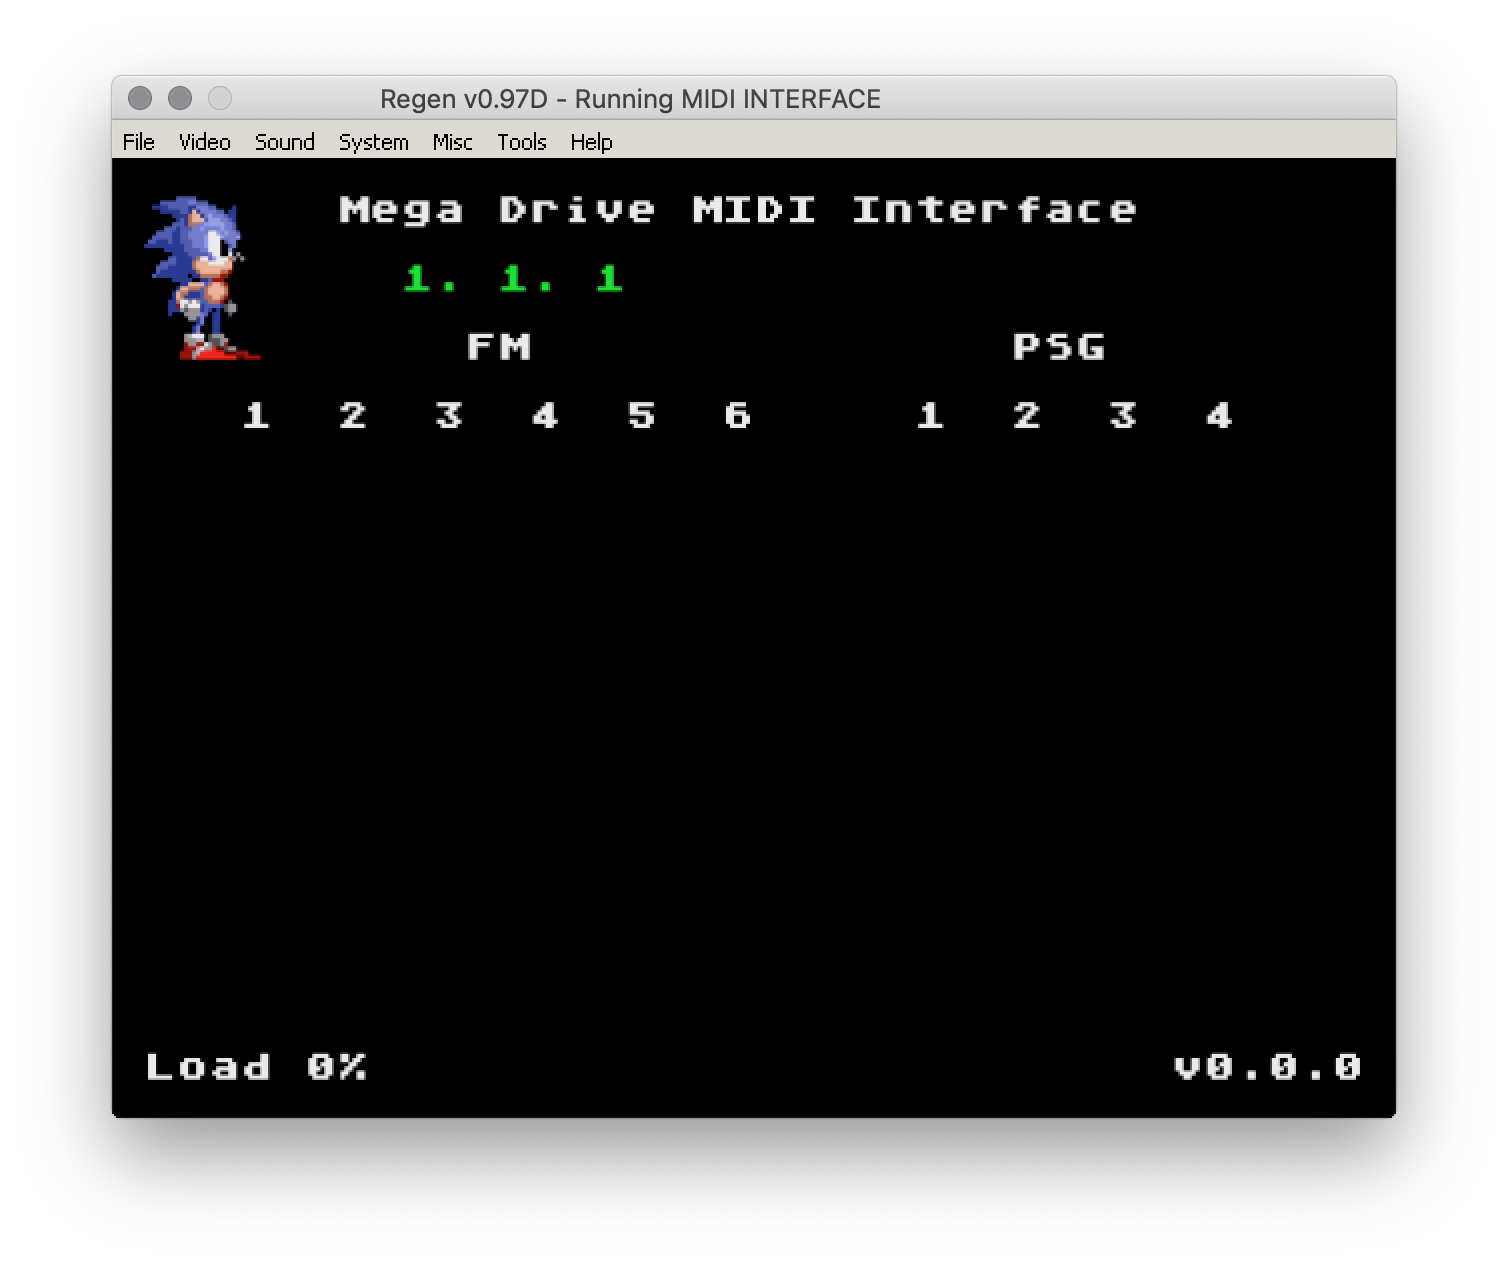 Regen v0.97D - Running MIDI INTERFACE
File Video Sound System Misc Tools Help
Mega Drive MIDI Interface
1. 1. 1
FM PSG
1 2 3 4 5 6 1 2 3 4
Load 0% v0.0.0